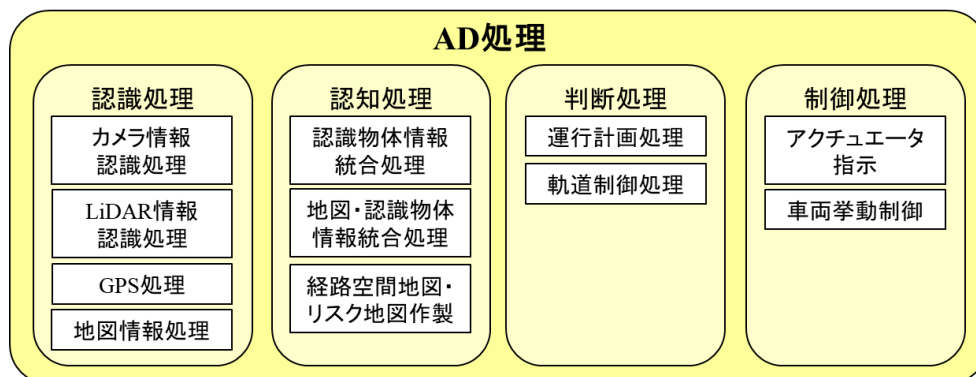 AD処理
認識処理
カメラ情報
認識処理
LiDAR情報
認識処理
GPS処理
地図情報処理
認知処理
認識物体情報
統合処理
地図・認識物体
情報統合処理
経路空間地図・
リスク地図作製
判断処理
運行計画処理
軌道制御処理
制御処理
アクチュエータ
指示
車両挙動制御